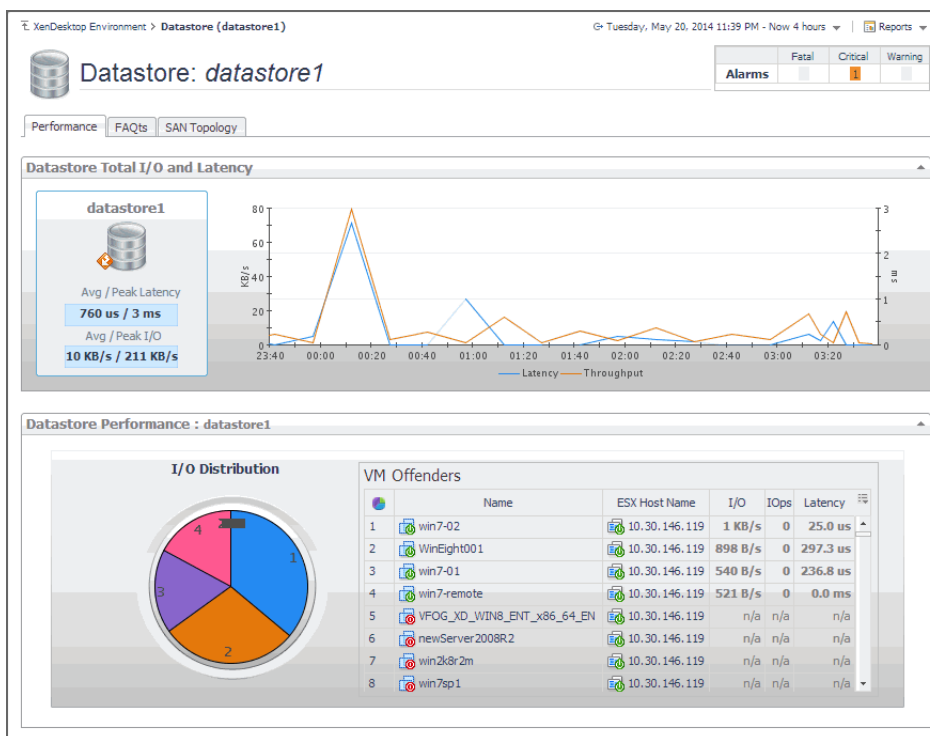 XenDesktop Environment > Datastore (datastore1)
Tuesday, May 20, 2014 11:39 PM - Now 4 hours
Reports
Datastore: datastore1
Fatal Critical Warning
Alarms 1
Performance FAQts SAN Topology
Datastore Total I/O and Latency
datastore1
Avg / Peak Latency
760 us / 3 ms
Avg / Peak I/O
10 KB/s / 211 KB/s
80
60
40
20
0
KB/s
3
2
1
0
ms
23:40 00:00 00:20 00:40 01:00 01:20 01:40 02:00 02:20 02:40 03:00 03:20
Latency Throughput
Datastore Performance : datastore1
I/O Distribution
1
2
3
4
VM Offenders
Name ESX Host Name I/O IOps Latency
1 win7-02 10.30.146.119 1 KB/s 0 25.0 us
2 WinEight001 10.30.146.119 898 B/s 0 297.3 us
3 win7-01 10.30.146.119 540 B/s 0 236.8 us
4 win7-remote 10.30.146.119 521 B/s 0 0.0 ms
5 VFOG_XD_WIN8_ENT_x86_64_EN 10.30.146.119 n/a n/a n/a
6 newServer2008R2 10.30.146.119 n/a n/a n/a
7 win2k8r2m 10.30.146.119 n/a n/a n/a
8 win7sp1 10.30.146.119 n/a n/a n/a